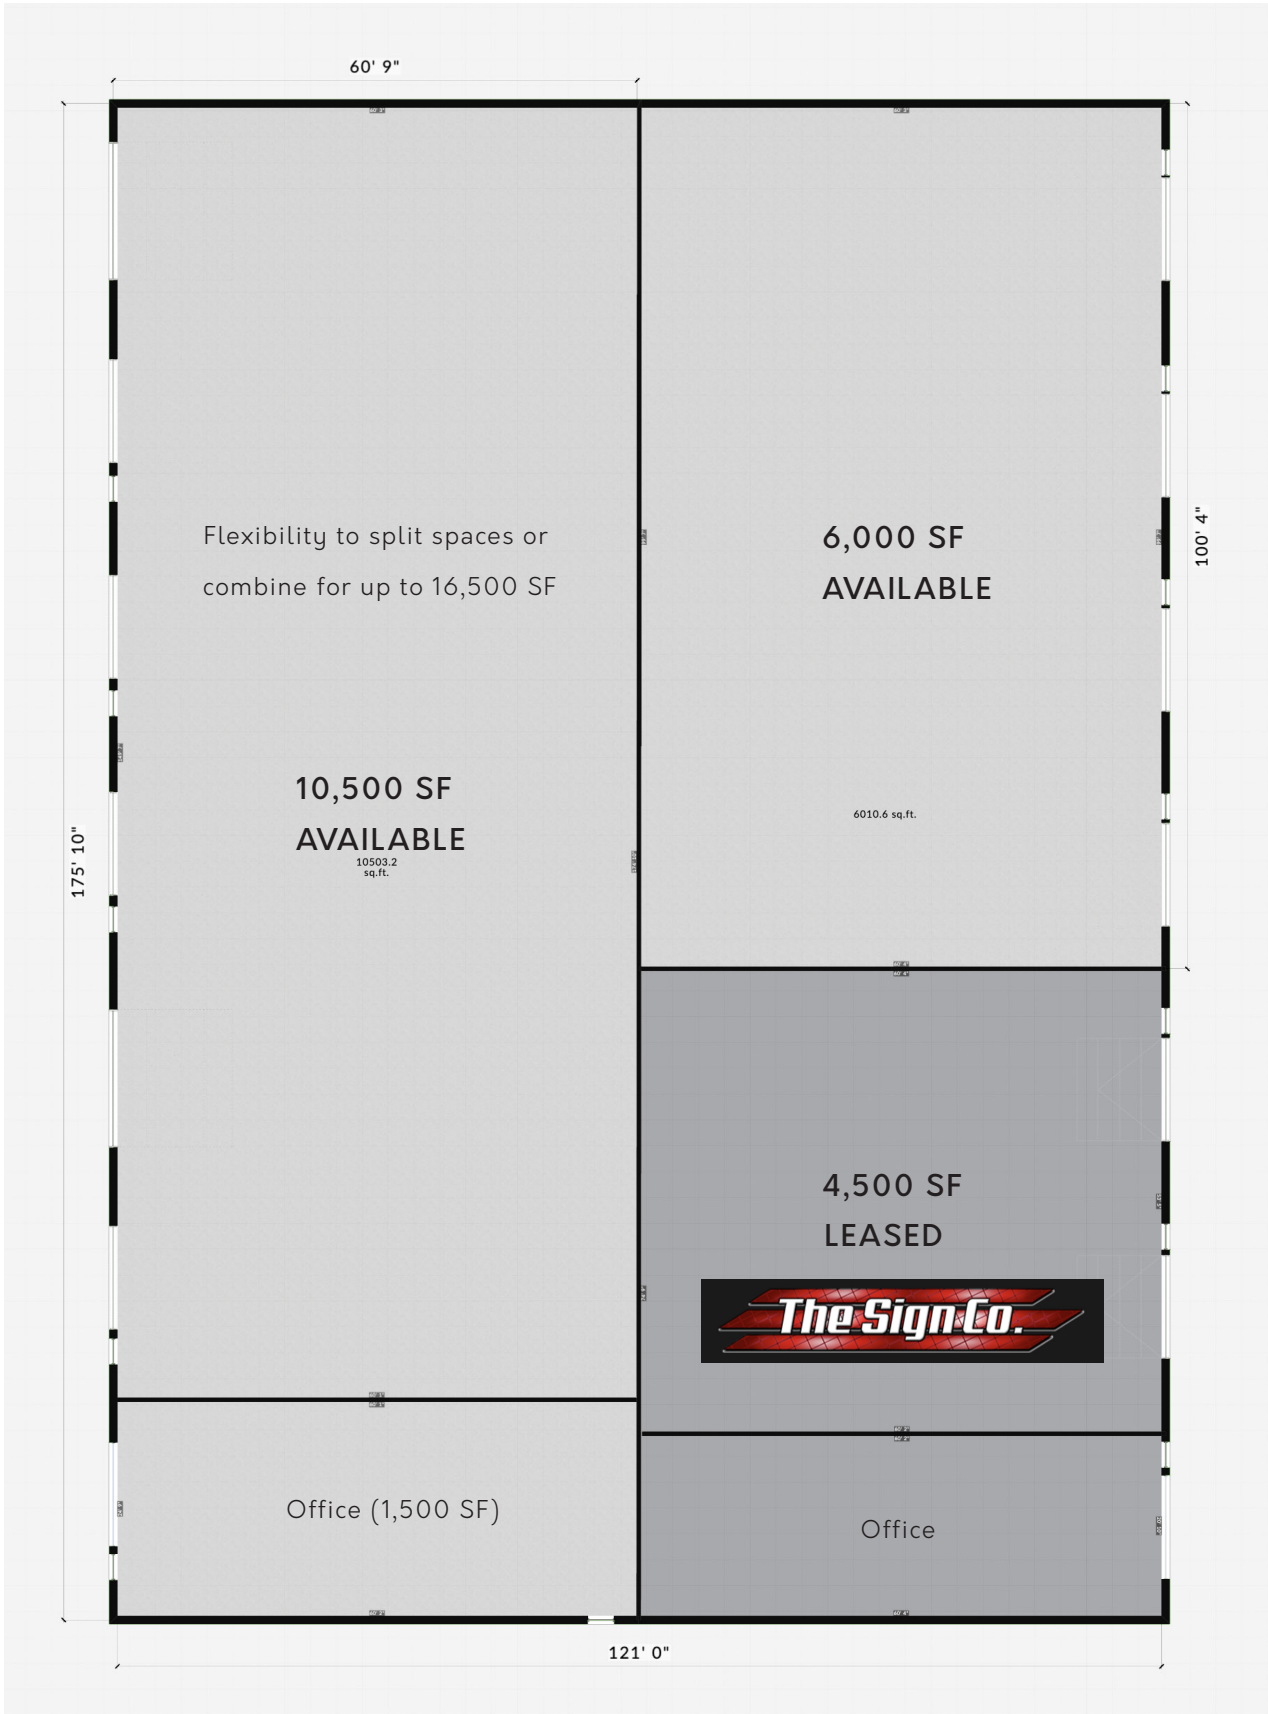 60' 9"
Flexibility to split spaces or
combine for up to 16,500 SF
6,000 SF
AVAILABLE
100' 4"
10,500 SF
AVAILABLE
10503.2
sq.ft.
6010.6 sq.ft.
175' 10"
4,500 SF
LEASED
The Sign Co.
Office (1,500 SF)
Office
121' 0"